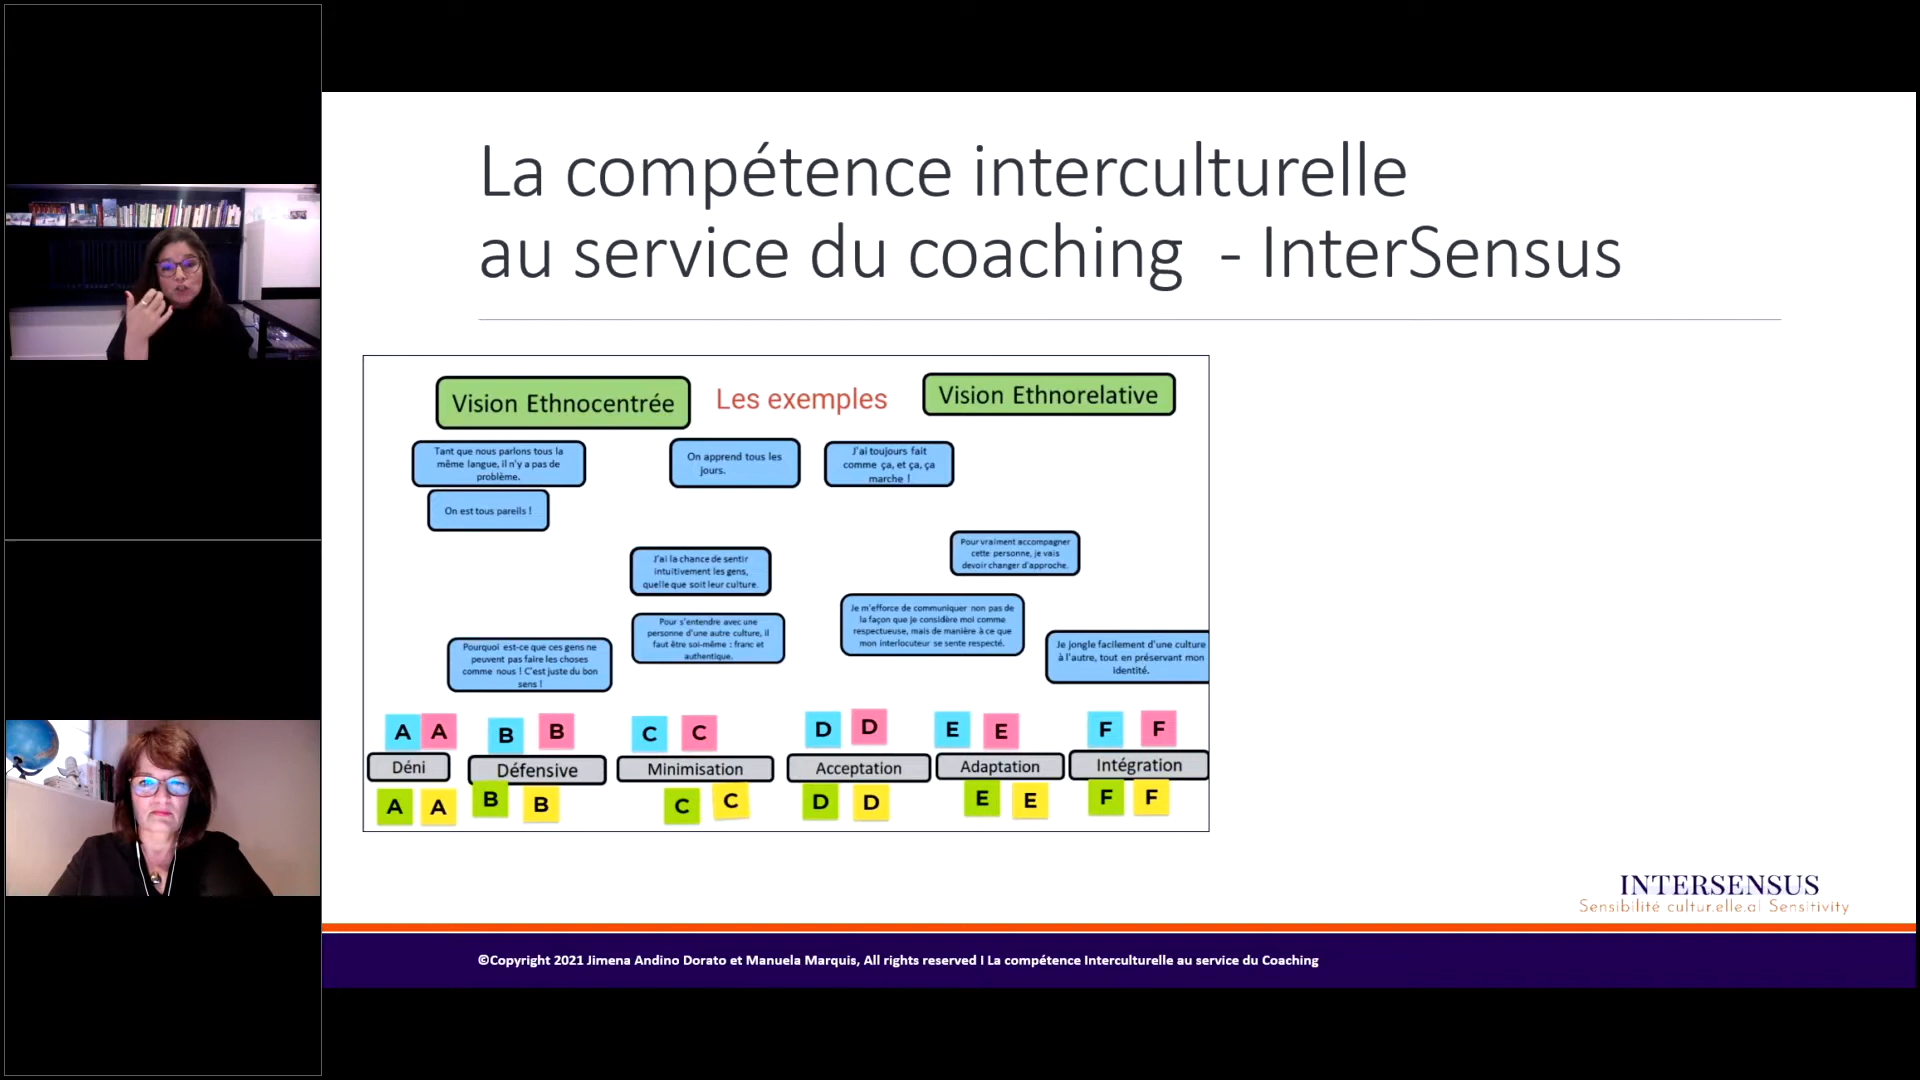 La compétence interculturelle
au service du coaching - InterSensus
Vision Ethnocentrée
Les exemples
Vision Ethnorelative
Tant que nous parlons tous la
même langue, il n'y a pas de
problème.
On est tous pareils !
On apprend tous les
jours.
J'ai toujours fait
comme ça, et ça, ça
marche !
Pour vraiment accompagner
cette personne, je vais
devoir changer d'approche.
J'ai la chance de sentir
intuitivement les gens,
quelle que soit leur culture.
Pour s'entendre avec une
personne d'une autre culture, il
faut être soi-même : franc et
authentique.
Je m'efforce de communiquer non pas de
la façon que je considère moi comme
respectueuse, mais de manière à ce que
mon interlocuteur se sente respecté.
Pourquoi est-ce que ces gens ne
peuvent pas faire les choses
comme nous ! C'est juste du bon
sens !
Je jongle facilement d'une culture
à l'autre, tout en préservant mon
identité.
A A B B C C D D E E F F
Déni
Défensive
Minimisation
Acceptation
Adaptation
Intégration
A A B B C C D D E E F F
INTERSENSUS
Sensibilité cultur.elle.al Sensitivity
©Copyright 2021 Jimena Andino Dorato et Manuela Marquis, All rights reserved I La compétence Interculturelle au service du Coaching